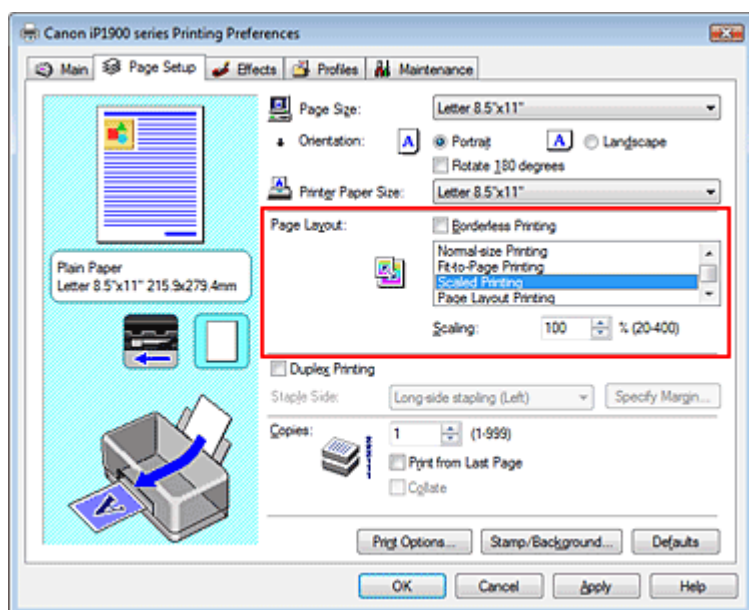 Canon iP1900 series Printing Preferences
Main Page Setup Effects Profiles Maintenance
Page Size: Letter 8.5"x11"
Orientation: A Portrait A Landscape
Rotate 180 degrees
Printer Paper Size: Letter 8.5"x11"
Page Layout: Borderless Printing
Normal-size Printing
Fit-to-Page Printing
Scaled Printing
Page Layout Printing
Scaling: 100 % (20-400)
Plain Paper
Letter 8.5"x11" 215.9x279.4mm
Duplex Printing
Staple Side: Long-side stapling (Left) Specify Margin...
Copies: 1 (1-999)
Print from Last Page
Collate
A
Print Options... Stamp/Background... Defaults
OK Cancel Apply Help